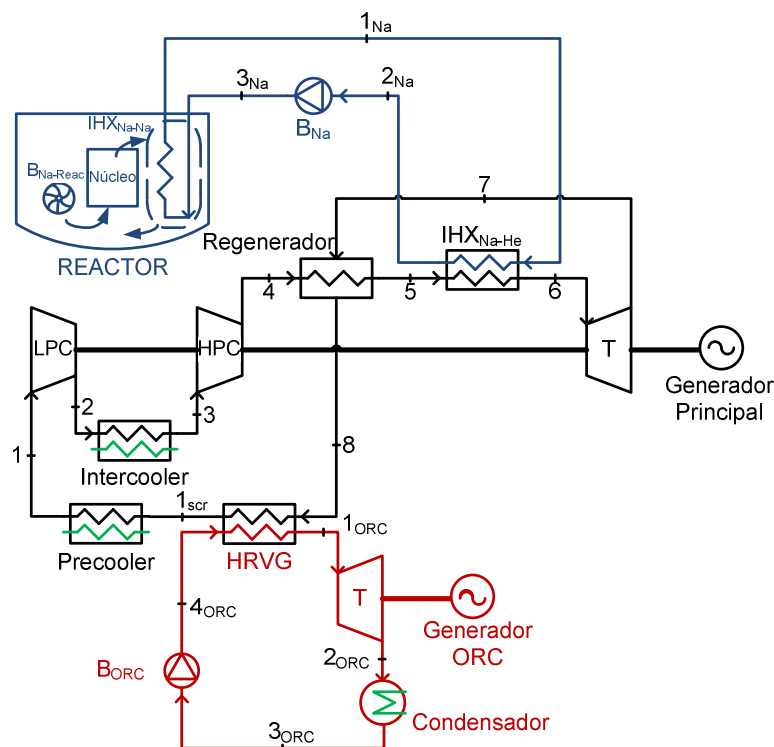 1Na
3Na
2Na
IHXNa-Na
BNa
BNa-Reac
Núcleo
7
Regenerador
IHXNa-He
REACTOR
4
5
6
LPC
HPC
T
Generador
Principal
2
3
1
8
Intercooler
1scr
1ORC
Precooler
HRVG
T
4ORC
Generador
ORC
2ORC
BORC
Condensador
3ORC